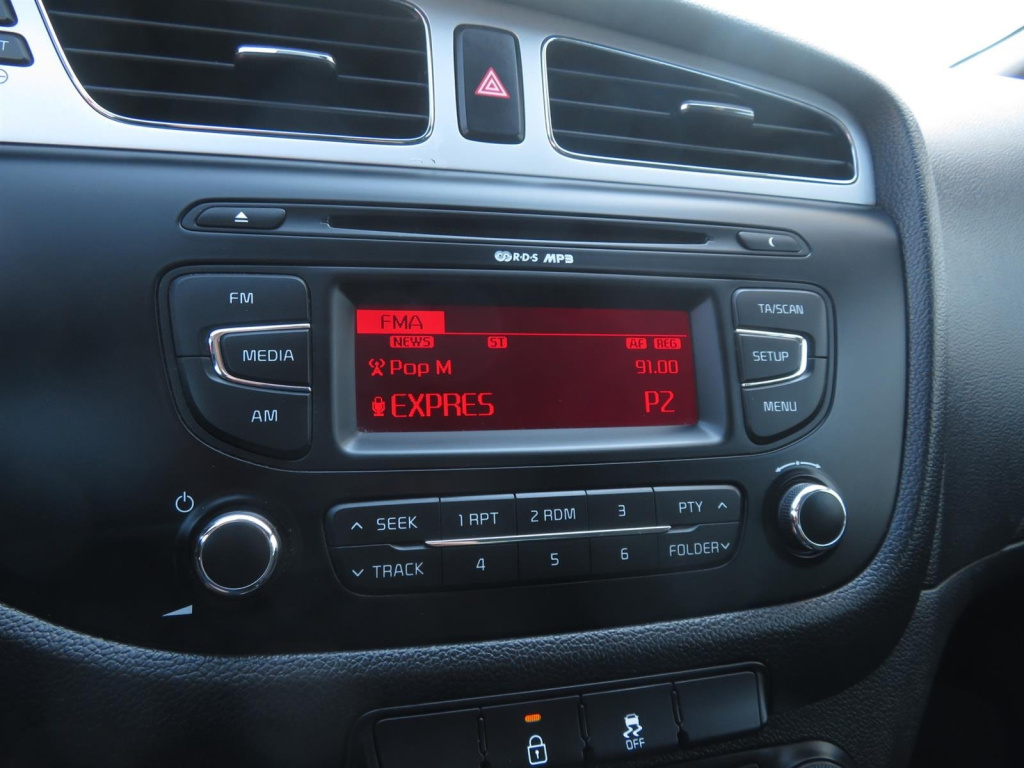 T
R·D·S MP3
FM
MEDIA
AM
FMA
NEWS ST AF REG
Pop M 91.00
EXPRES P2
TA/SCAN
SETUP
MENU
SEEK 1 RPT 2 RDM 3 PTY
TRACK 4 5 6 FOLDER
OFF